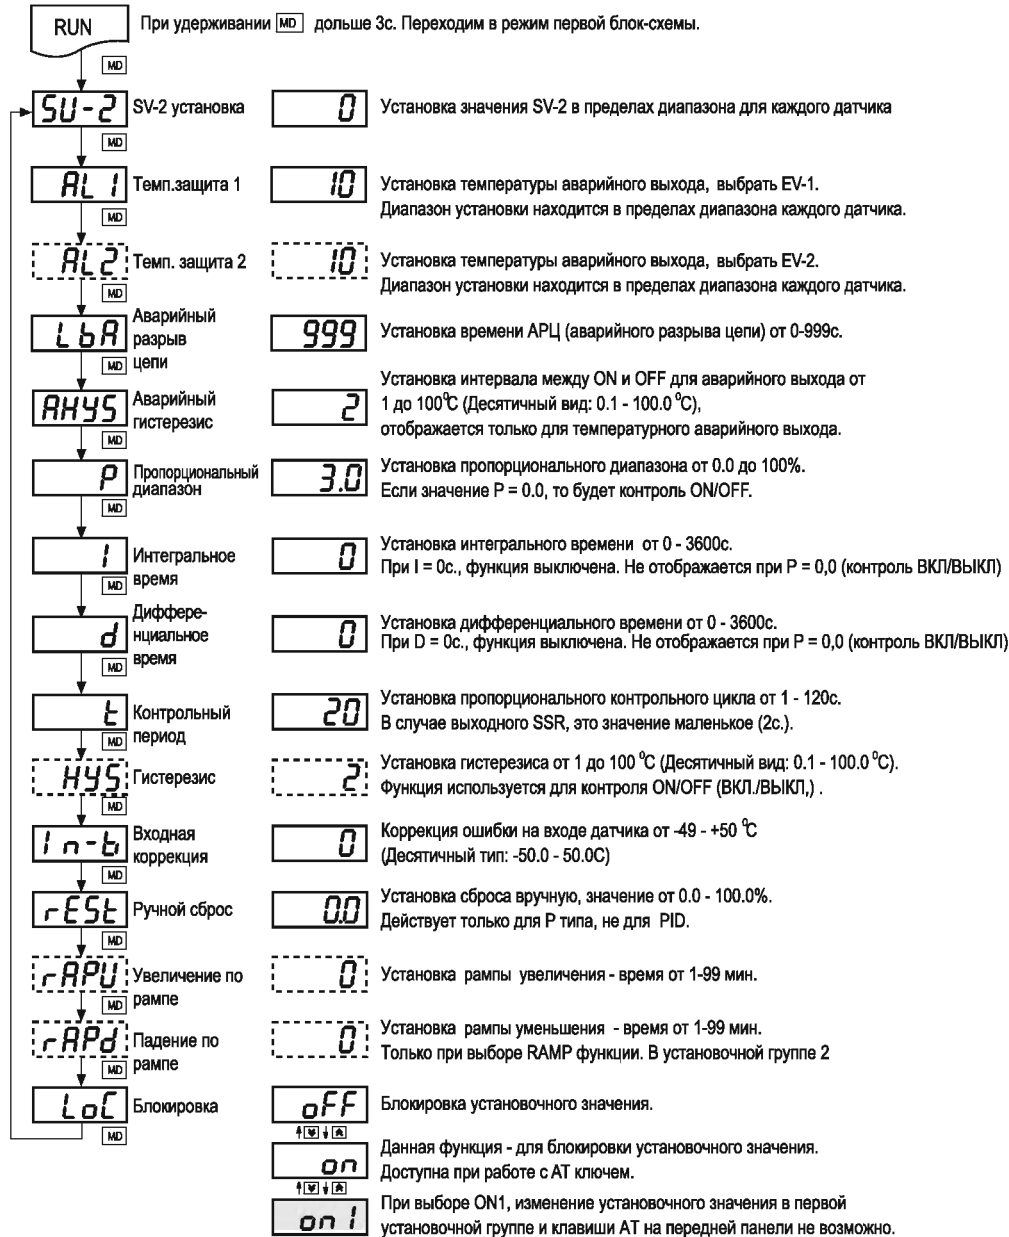 RUN При удерживании MD дольше 3с. Переходим в режим первой блок-схемы.
MD
SU-2 SV-2 установка 0 Установка значения SV-2 в пределах диапазона для каждого датчика
MD
AL1 Темп.защита 1 10 Установка температуры аварийного выхода, выбрать EV-1.
Диапазон установки находится в пределах диапазона каждого датчика.
MD
AL2 Темп. защита 2 10 Установка температуры аварийного выхода, выбрать EV-2.
Диапазон установки находится в пределах диапазона каждого датчика.
MD
LbA Аварийный
разрыв
цепи 999 Установка времени АРЦ (аварийного разрыва цепи) от 0-999с.
MD
AHYS Аварийный
гистерезис 2 Установка интервала между ON и OFF для аварийного выхода от
1 до 100⁰C (Десятичный вид: 0.1 - 100.0 ⁰C),
отображается только для температурного аварийного выхода.
MD
P Пропорциональный
диапазон 3.0 Установка пропорционального диапазона от 0.0 до 100%.
Если значение P = 0.0, то будет контроль ON/OFF.
MD
I Интегральное
время 0 Установка интегрального времени от 0 - 3600с.
При I = 0с., функция выключена. Не отображается при P = 0,0 (контроль ВКЛ/ВЫКЛ)
MD
d Дифферe-
нциальное
время 0 Установка дифференциального времени от 0 - 3600с.
При D = 0с., функция выключена. Не отображается при P = 0,0 (контроль ВКЛ/ВЫКЛ)
MD
t Контрольный
период 20 Установка пропорционального контрольного цикла от 1 - 120с.
В случае выходного SSR, это значение маленькое (2с.).
MD
HYS Гистерезис 2 Установка гистерезиса от 1 до 100 ⁰C (Десятичный вид: 0.1 - 100.0 ⁰C).
Функция используется для контроля ON/OFF (ВКЛ./ВЫКЛ,) .
MD
In-b Входная
коррекция 0 Коррекция ошибки на входе датчика от -49 - +50 ⁰C
(Десятичный тип: -50.0 - 50.0C)
MD
rESt Ручной сброс 0.0 Установка сброса вручную, значение от 0.0 - 100.0%.
Действует только для P типа, не для PID.
MD
rAPU Увеличение по
рампе 0 Установка рампы увеличения - время от 1-99 мин.
MD
rAPd Падение по
рампе 0 Установка рампы уменьшения - время от 1-99 мин.
Только при выборе RAMP функции. В установочной группе 2
MD
LoC Блокировка oFF Блокировка установочного значения.
MD
on Данная функция - для блокировки установочного значения.
Доступна при работе с AT ключем.
on1 При выборе ON1, изменение установочного значения в первой
установочной группе и клавиши AT на передней панели не возможно.